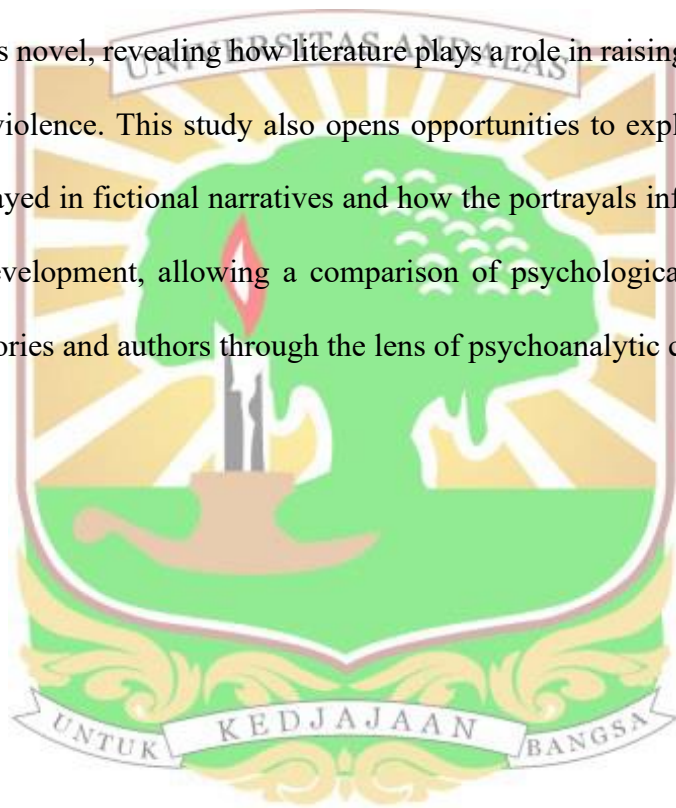 s novel, revealing how literature plays a role in raising
UNIVERSITAS ANDALAS
violence. This study also opens opportunities to expl
ayed in fictional narratives and how the portrayals inf
evelopment, allowing a comparison of psychologica
ories and authors through the lens of psychoanalytic c
UNTUK KEDJAJAAN BANGSA